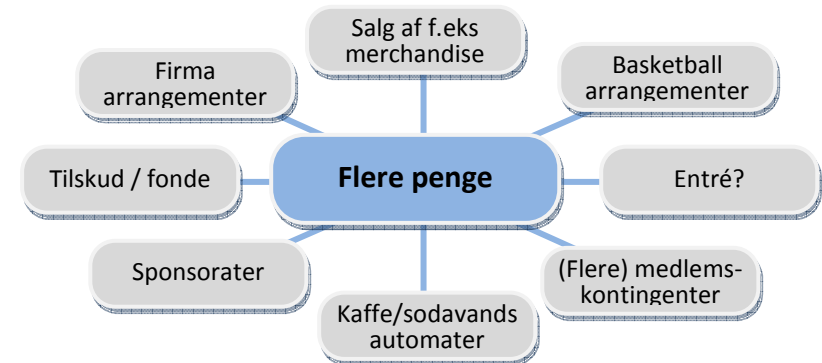 Salg af f.eks
merchandise
Firma
arrangementer
Basketball
arrangementer
Tilskud / fonde
Flere penge
Entré?
Sponsorater
(Flere) medlems-
kontingenter
Kaffe/sodavands
automater